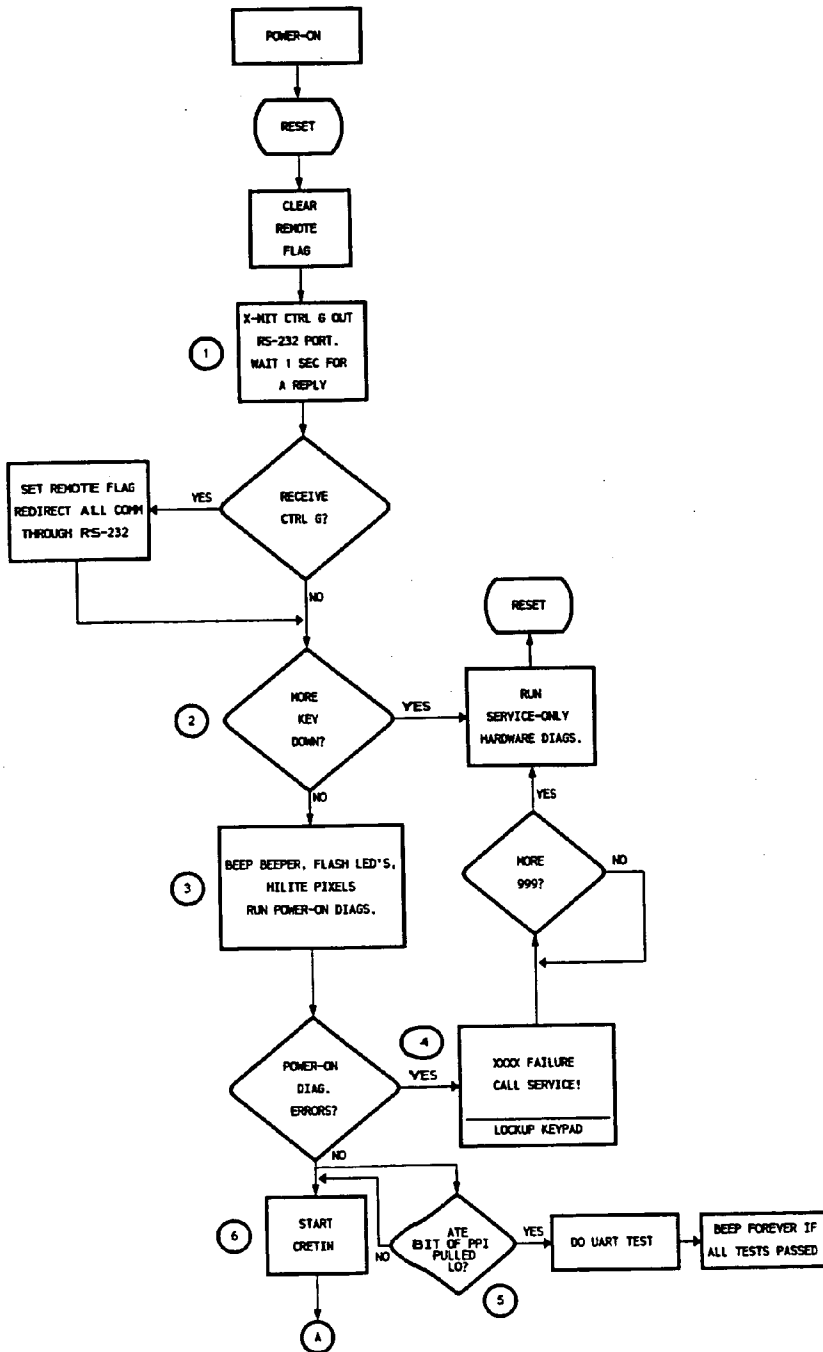 POWER-ON
RESET
CLEAR
REMOTE
FLAG
1
X-MIT CTRL G OUT
RS-232 PORT.
WAIT 1 SEC FOR
A REPLY
SET REMOTE FLAG
REDIRECT ALL COMM
THROUGH RS-232
YES
RECEIVE
CTRL G?
NO
RESET
2
MORE
KEY
DOWN?
YES
RUN
SERVICE-ONLY
HARDWARE DIAGS.
NO
YES
3
BEEP BEEPER, FLASH LED'S,
HILITE PIXELS
RUN POWER-ON DIAGS.
MORE
999?
NO
POWER-ON
DIAG.
ERRORS?
4
YES
XXXX FAILURE
CALL SERVICE!
LOCKUP KEYPAD
NO
6
START
CRETIN
NO
ATE
BIT OF PPI
PULLED
LO?
YES
5
DO UART TEST
BEEP FOREVER IF
ALL TESTS PASSED
A